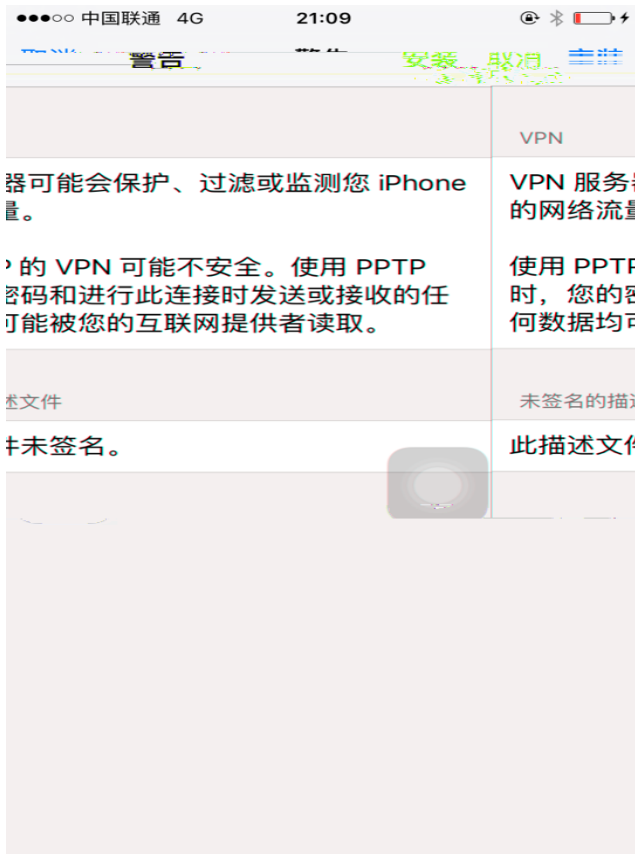 中国联通 4G 21:09
警告 安装 取消
VPN
器可能会保护、过滤或监测您 iPhone
量。
的 VPN 可能不安全。使用 PPTP
密码和进行此连接时发送或接收的任
可能被您的互联网提供者读取。
述文件
件未签名。
VPN 服务
的网络流量
使用 PPTP
时，您的密
何数据均可
未签名的描述
此描述文件